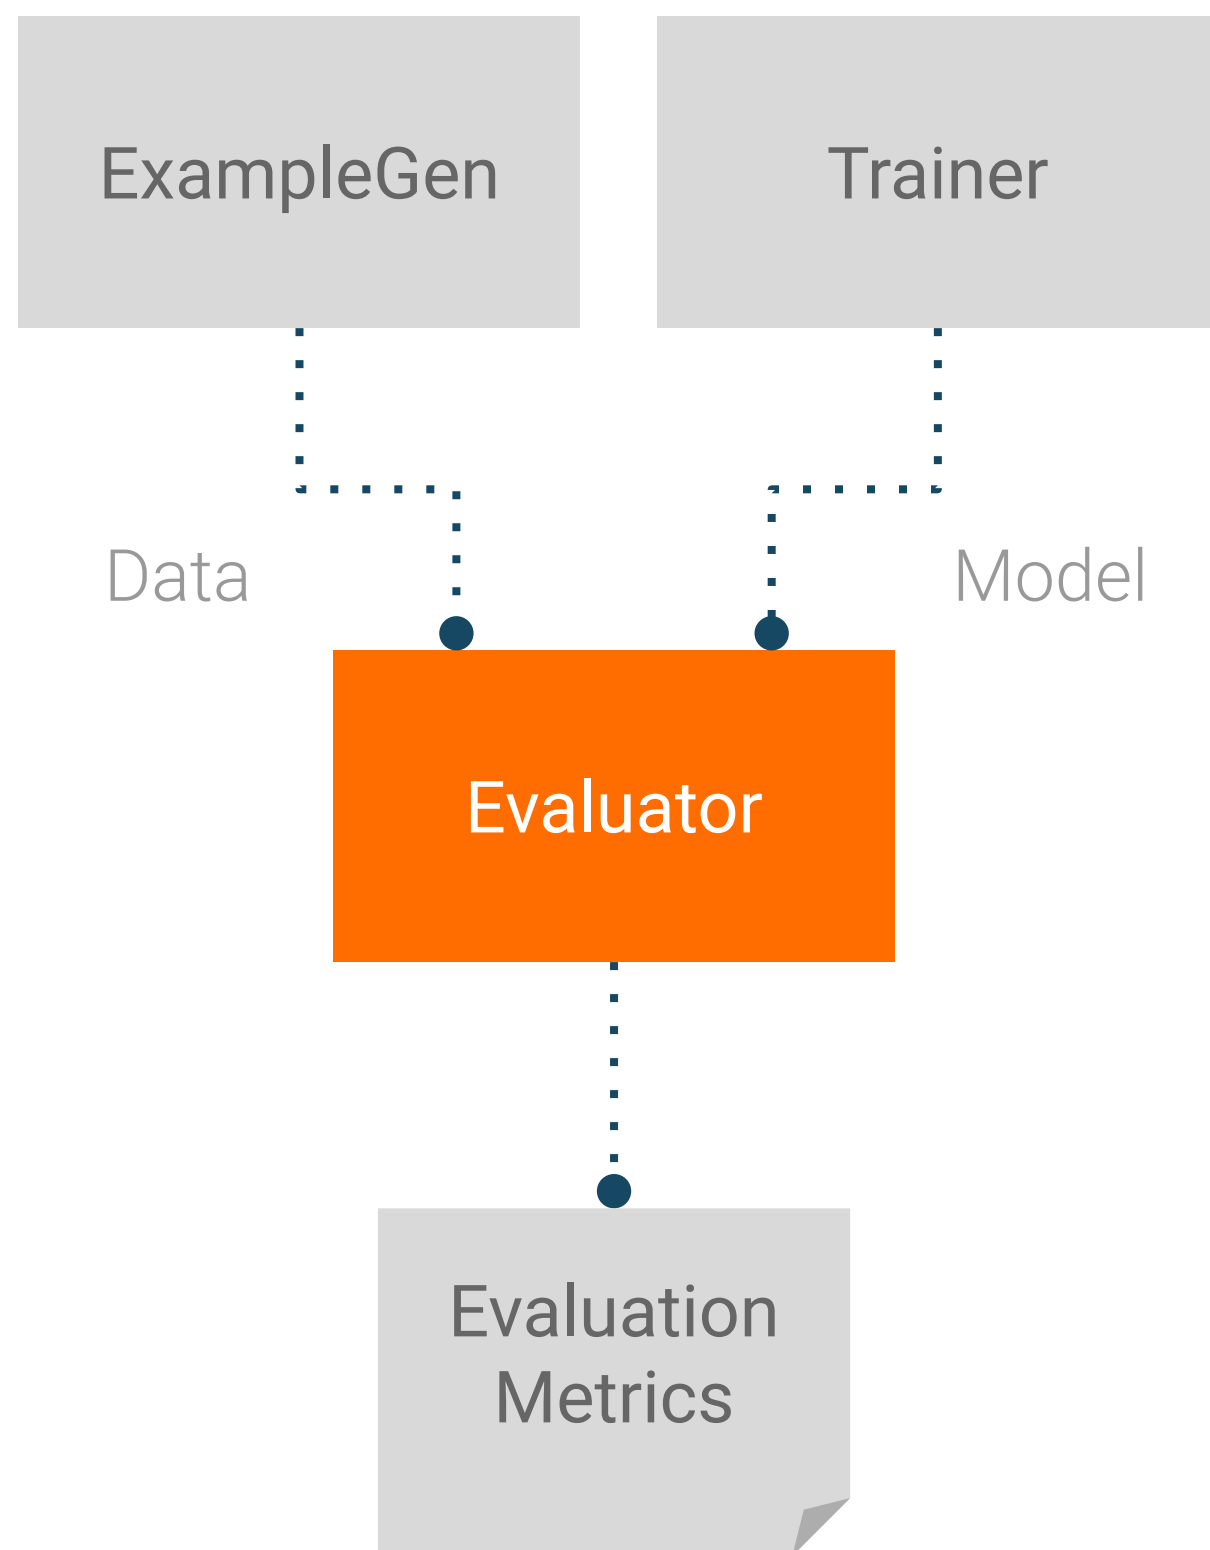 ExampleGen
Trainer
Data
Model
Evaluator
Evaluation
Metrics